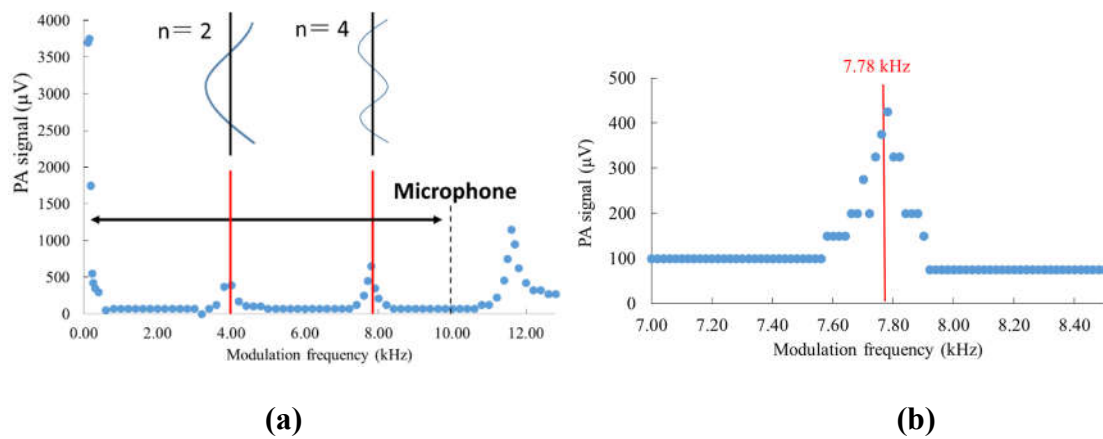 n＝2
n＝4
4000
3500
3000
2500
2000
1500
1000
500
0
PA signal (μV)
Microphone
0.00 2.00 4.00 6.00 8.00 10.00 12.00
Modulation frequency (kHz)
(a)
7.78 kHz
500
400
300
200
100
0
PA signal (μV)
7.00 7.20 7.40 7.60 7.80 8.00 8.20 8.40
Modulation frequency (kHz)
(b)